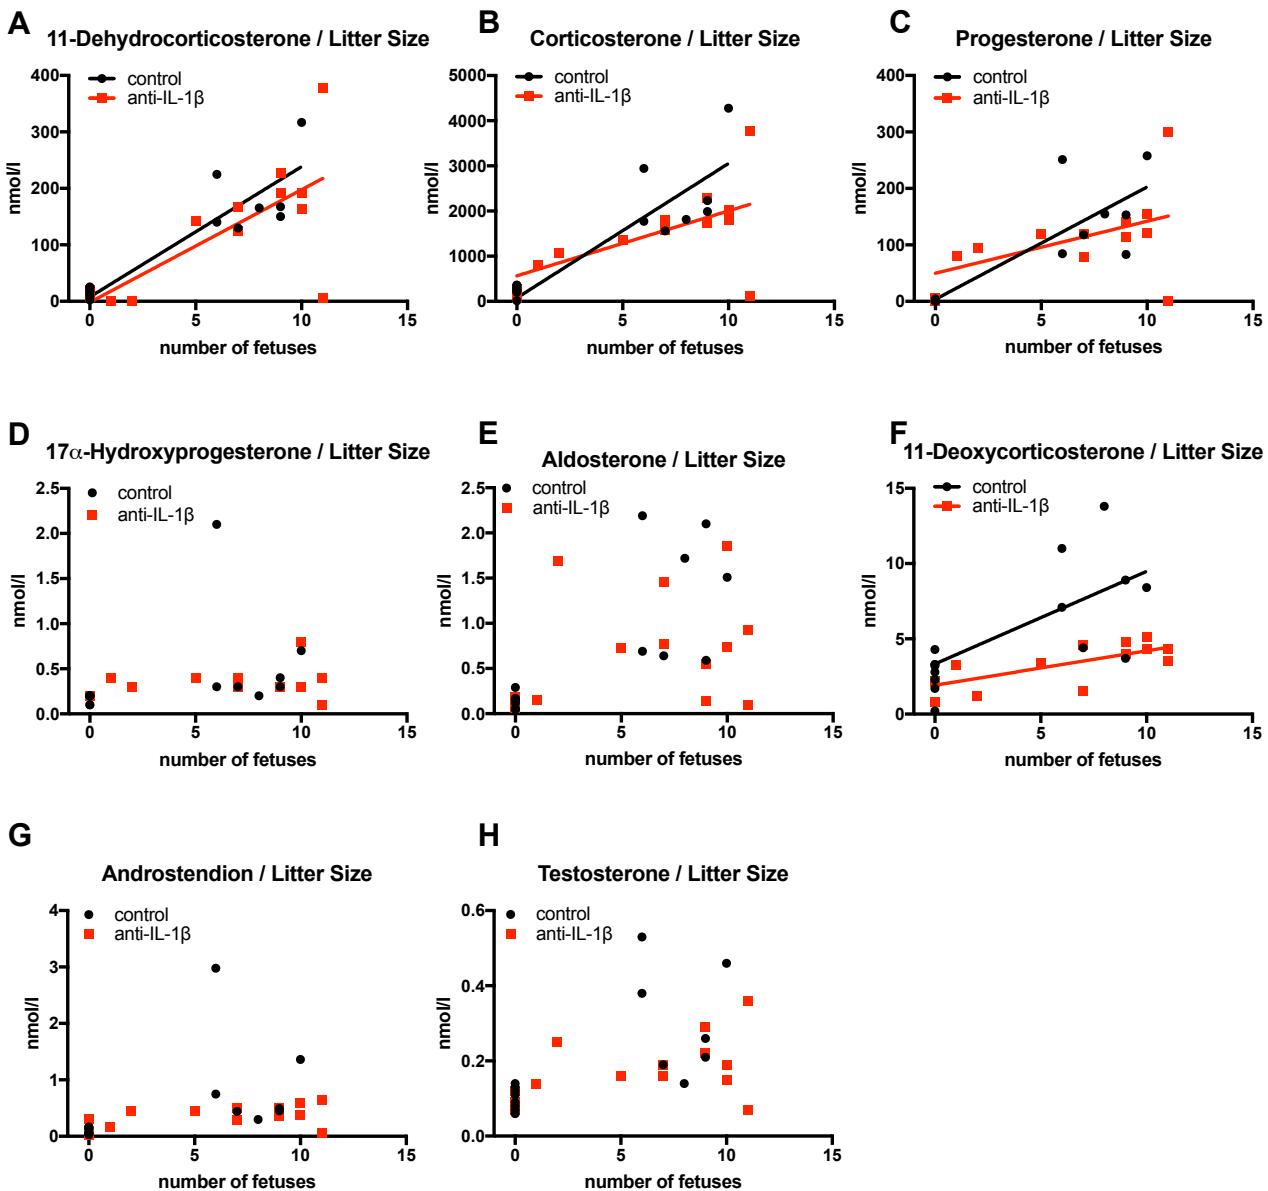 A
11-Dehydrocorticosterone / Litter Size
control
anti-IL-1β
400
300
200
100
0
nmol/l
0 5 10 15
number of fetuses
B
Corticosterone / Litter Size
control
anti-IL-1β
5000
4000
3000
2000
1000
0
nmol/l
0 5 10 15
number of fetuses
C
Progesterone / Litter Size
control
anti-IL-1β
400
300
200
100
0
nmol/l
0 5 10 15
number of fetuses
D
17α-Hydroxyprogesterone / Litter Size
control
anti-IL-1β
2.5
2.0
1.5
1.0
0.5
0.0
nmol/l
0 5 10 15
number of fetuses
E
Aldosterone / Litter Size
control
anti-IL-1β
2.5
2.0
1.5
1.0
0.5
0.0
nmol/l
0 5 10 15
number of fetuses
F
11-Deoxycorticosterone / Litter Size
control
anti-IL-1β
15
10
5
0
nmol/l
0 5 10 15
number of fetuses
G
Androstendion / Litter Size
control
anti-IL-1β
4
3
2
1
0
nmol/l
0 5 10 15
number of fetuses
H
Testosterone / Litter Size
control
anti-IL-1β
0.6
0.4
0.2
0.0
nmol/l
0 5 10 15
number of fetuses